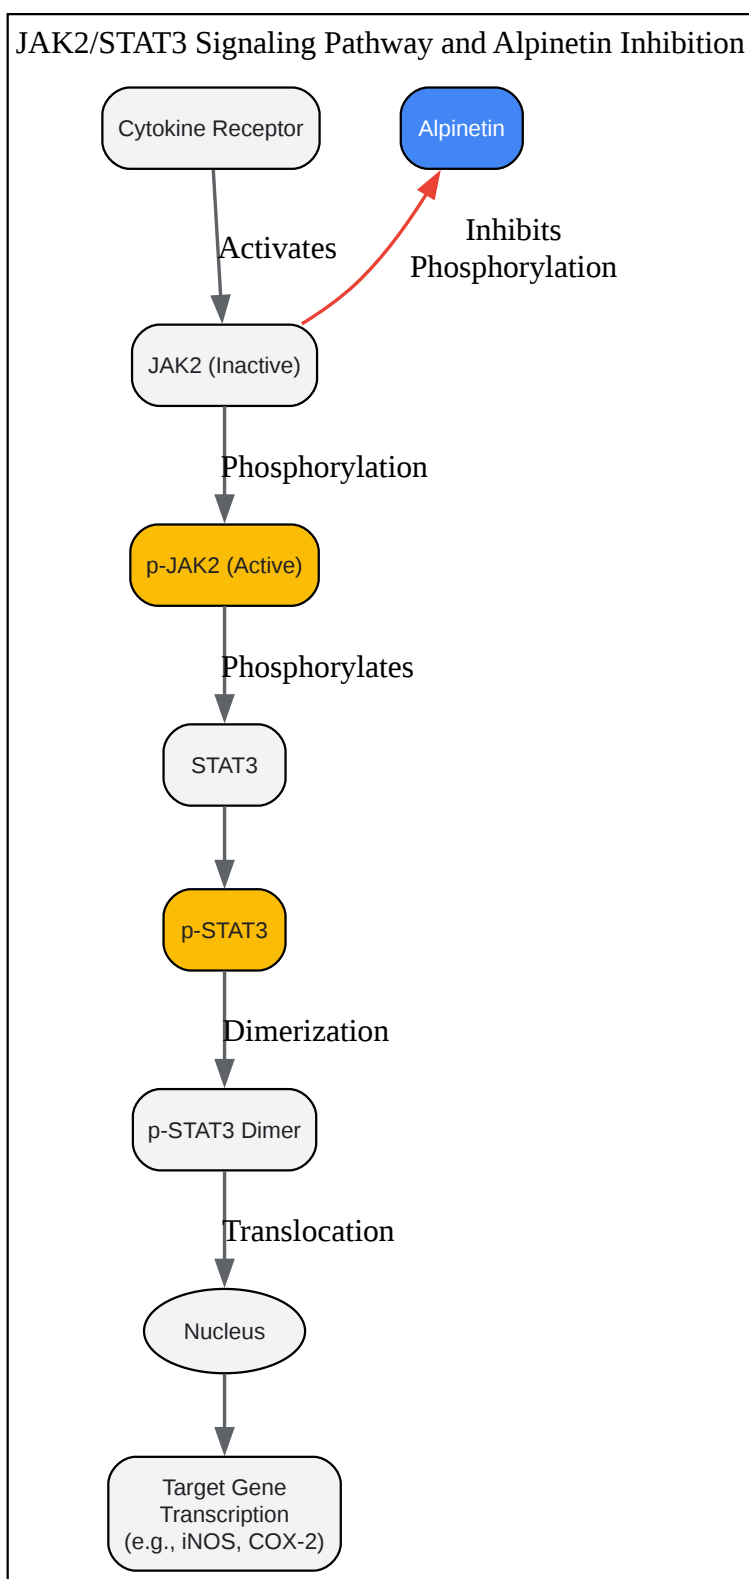 JAK2/STAT3 Signaling Pathway and Alpinetin Inhibition
Cytokine Receptor
Alpinetin
Activates
Inhibits
Phosphorylation
JAK2 (Inactive)
Phosphorylation
p-JAK2 (Active)
Phosphorylates
STAT3
p-STAT3
Dimerization
p-STAT3 Dimer
Translocation
Nucleus
Target Gene
Transcription
(e.g., iNOS, COX-2)